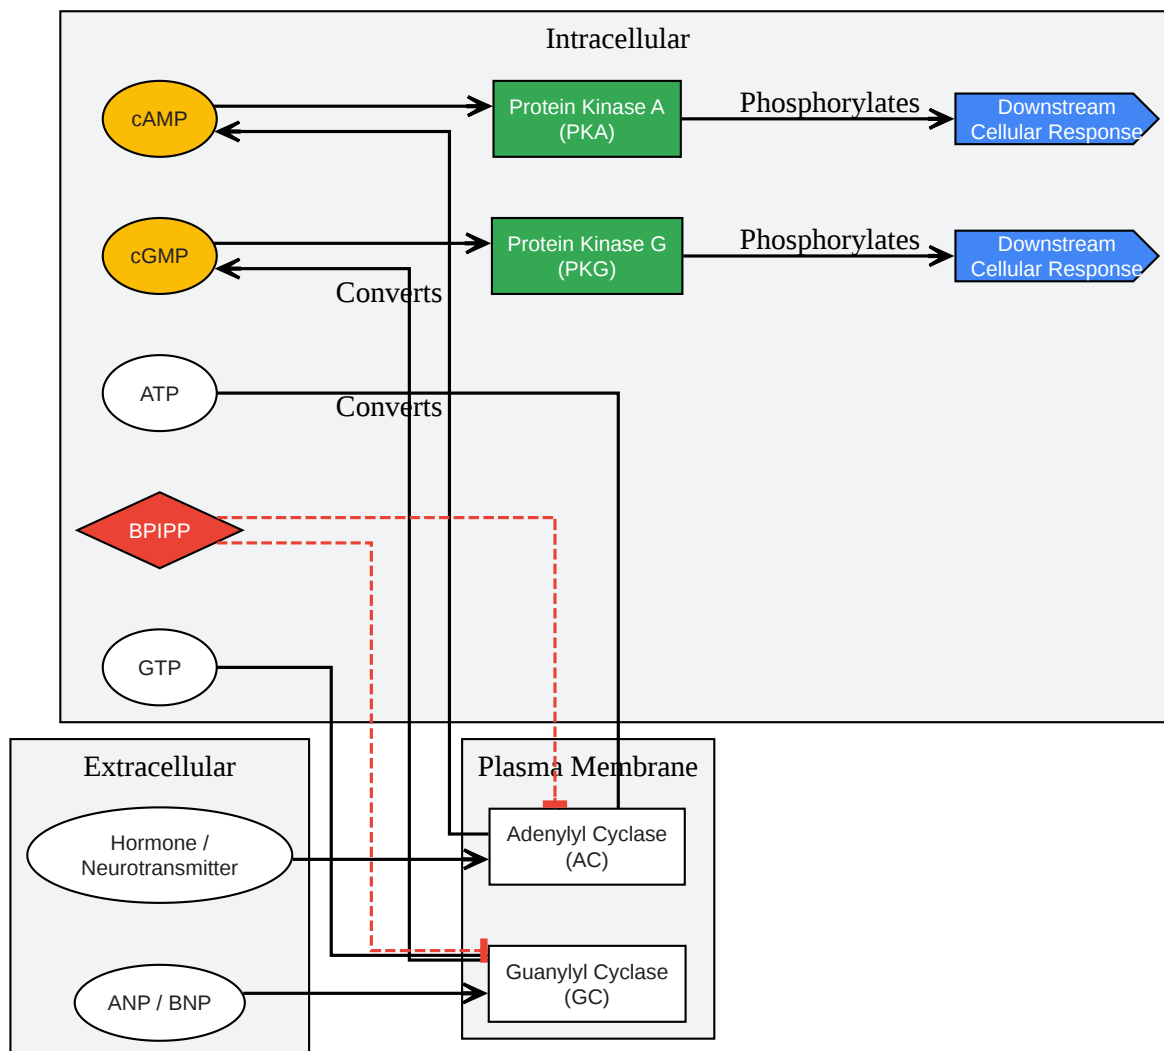 Intracellular
cAMP
Protein Kinase A
(PKA)
Phosphorylates
Downstream
Cellular Response
cGMP
Protein Kinase G
(PKG)
Phosphorylates
Downstream
Cellular Response
Converts
ATP
Converts
BPIPP
GTP
Extracellular
Plasma Membrane
Hormone /
Neurotransmitter
Adenylyl Cyclase
(AC)
ANP / BNP
Guanylyl Cyclase
(GC)